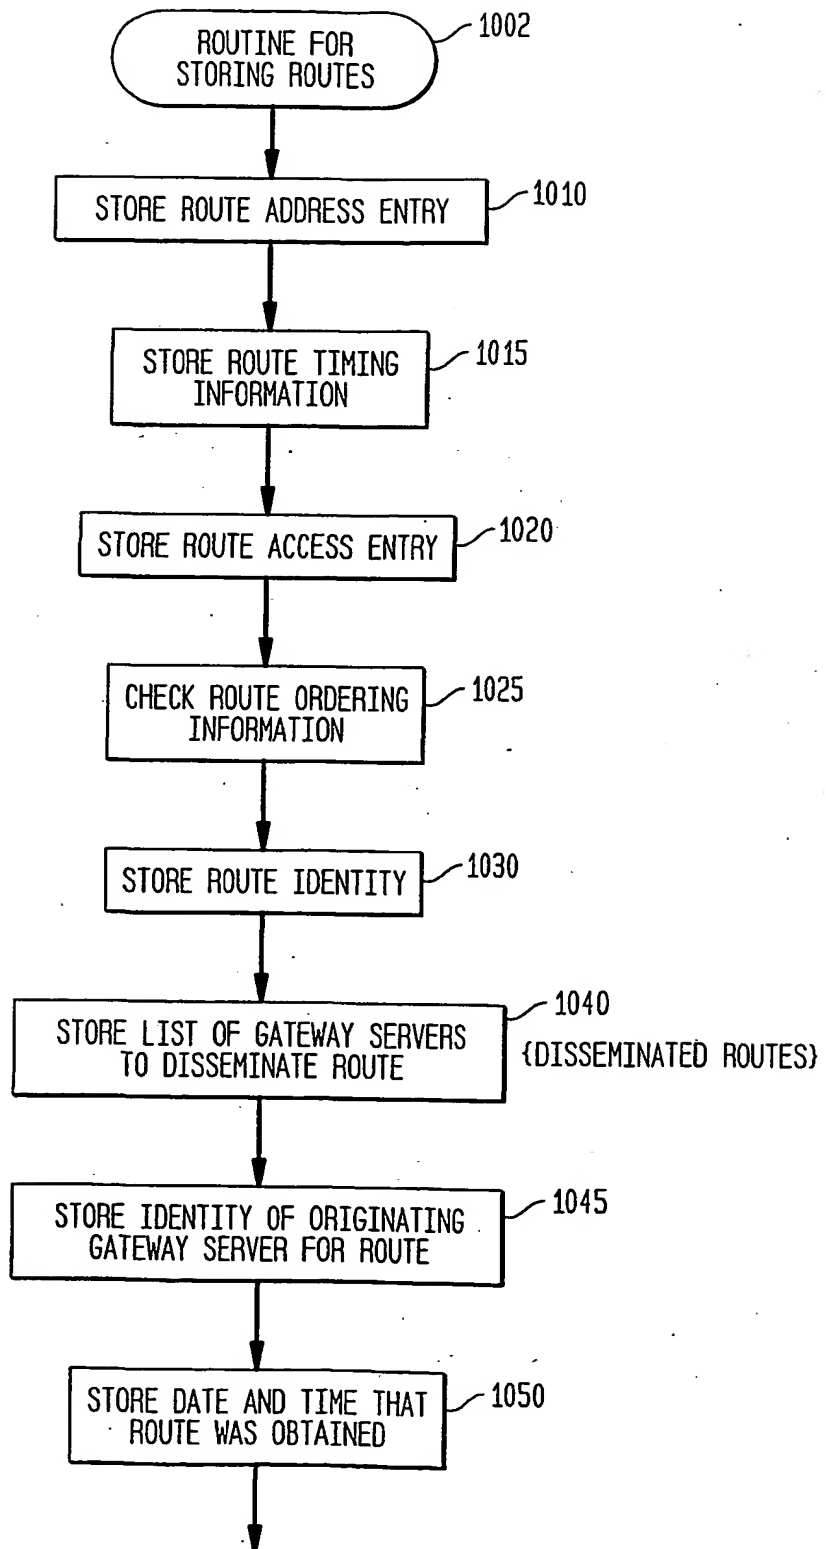 ROUTINE FOR
STORING ROUTES
1002
STORE ROUTE ADDRESS ENTRY
1010
STORE ROUTE TIMING
INFORMATION
1015
STORE ROUTE ACCESS ENTRY
1020
CHECK ROUTE ORDERING
INFORMATION
1025
STORE ROUTE IDENTITY
1030
STORE LIST OF GATEWAY SERVERS
TO DISSEMINATE ROUTE
1040
{DISSEMINATED ROUTES}
STORE IDENTITY OF ORIGINATING
GATEWAY SERVER FOR ROUTE
1045
STORE DATE AND TIME THAT
ROUTE WAS OBTAINED
1050